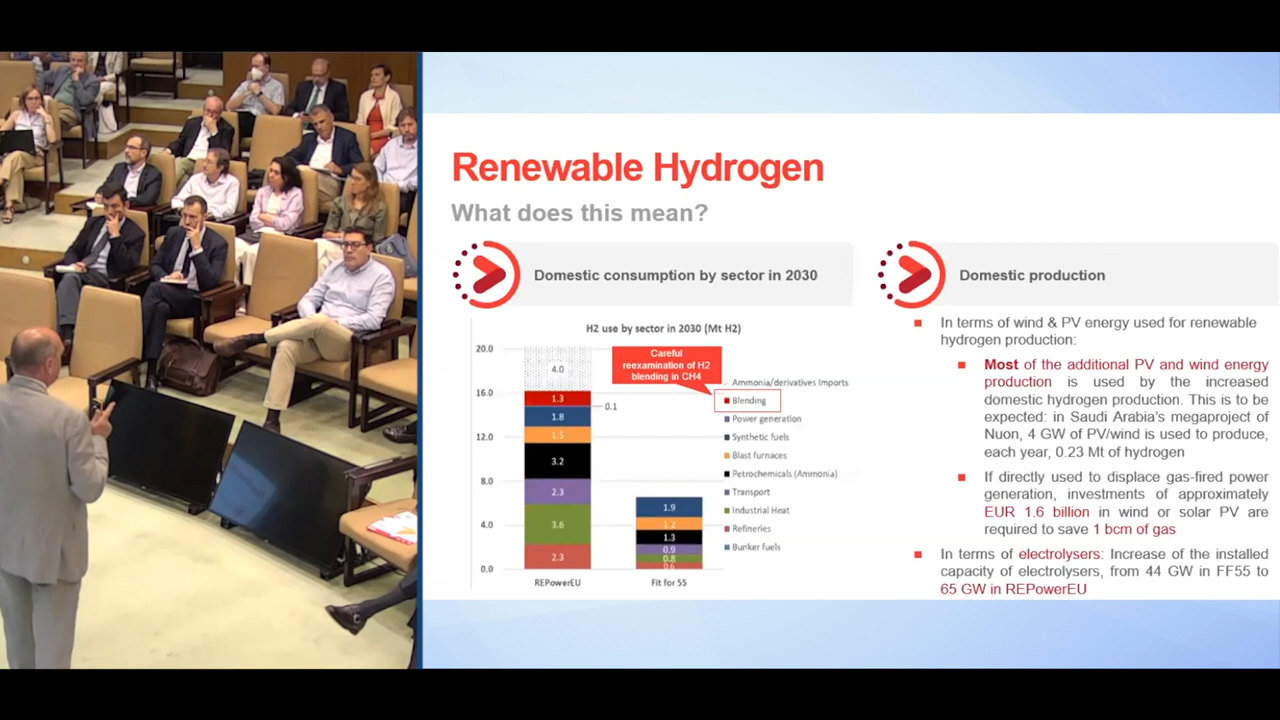 Renewable Hydrogen
What does this mean?
Domestic consumption by sector in 2030
H2 use by sector in 2030 (Mt H2)
20.0
16.0
12.0
8.0
4.0
0.0
4.0
1.3
0.1
1.8
1.5
3.2
2.3
3.6
2.3
REPowerEU
1.9
1.2
1.3
0.9
0.8
0.6
Fit for 55
Careful
reexamination of H2
blending in CH4
Ammonia/derivatives Imports
Blending
Power generation
Synthetic fuels
Blast furnaces
Petrochemicals (Ammonia)
Transport
Industrial Heat
Refineries
Bunker fuels
Domestic production
In terms of wind & PV energy used for renewable
hydrogen production:
Most of the additional PV and wind energy
production is used by the increased
domestic hydrogen production. This is to be
expected: in Saudi Arabia's megaproject of
Nuon, 4 GW of PV/wind is used to produce,
each year, 0.23 Mt of hydrogen
If directly used to displace gas-fired power
generation, investments of approximately
EUR 1.6 billion in wind or solar PV are
required to save 1 bcm of gas
In terms of electrolysers: Increase of the installed
capacity of electrolysers, from 44 GW in FF55 to
65 GW in REPowerEU